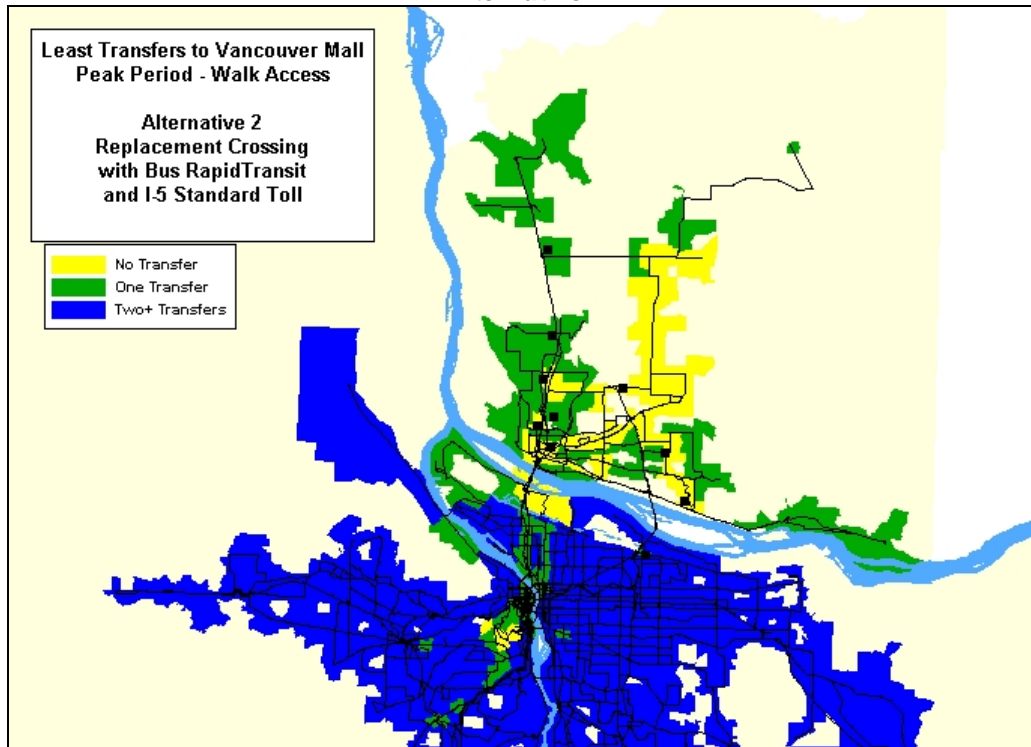 Least Transfers to Vancouver Mall
Peak Period - Walk Access
Alternative 2
Replacement Crossing
with Bus RapidTransit
and I-5 Standard Toll
No Transfer
One Transfer
Two+ Transfers